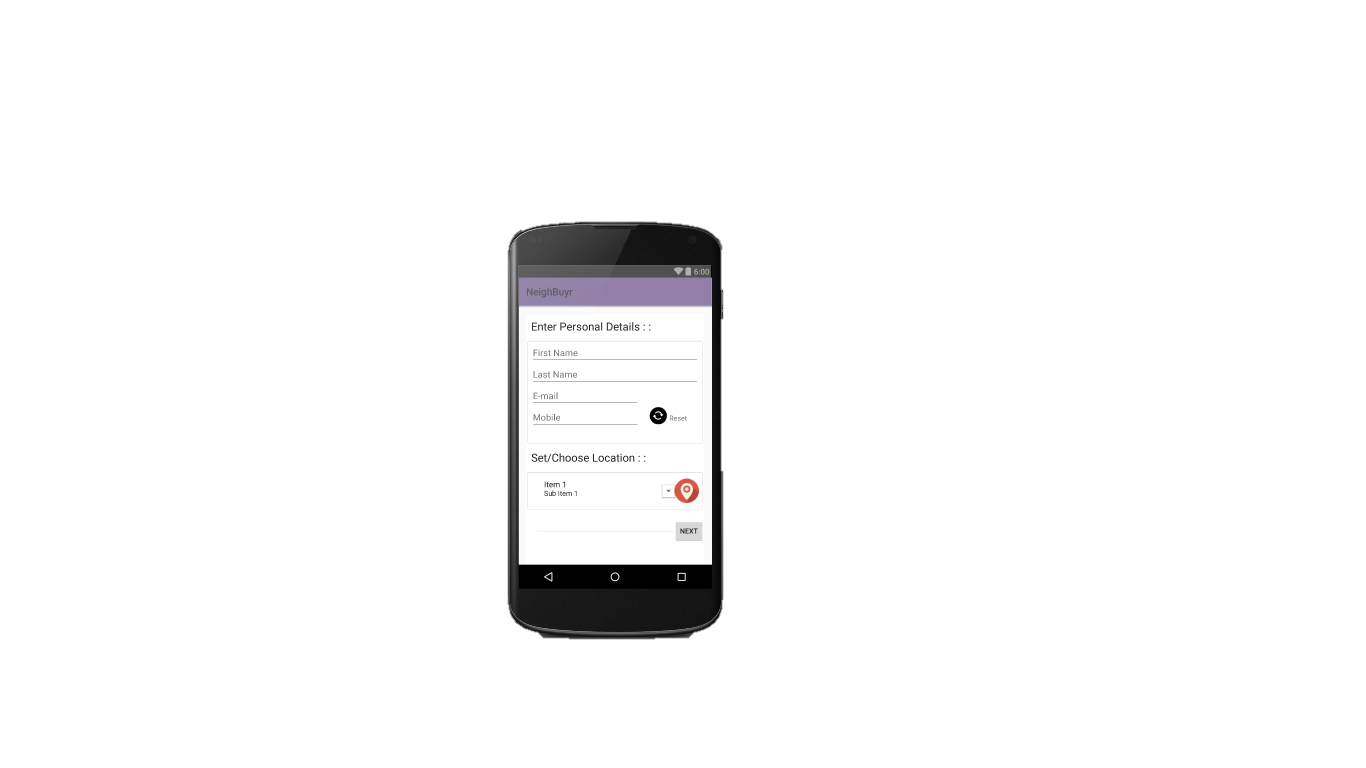 6:00
NeighBuyr
Enter Personal Details : :
First Name
Last Name
E-mail
Mobile
Reset
Set/Choose Location : :
Item 1
Sub Item 1
NEXT